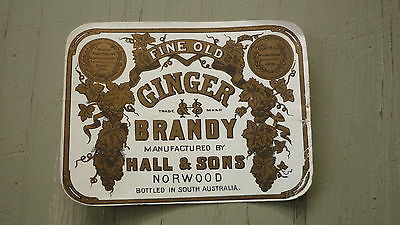 FINE OLD
GINGER
TRADE MARK
BRANDY
MANUFACTURED BY
HALL & SONS
NORWOOD
BOTTLED IN SOUTH AUSTRALIA.